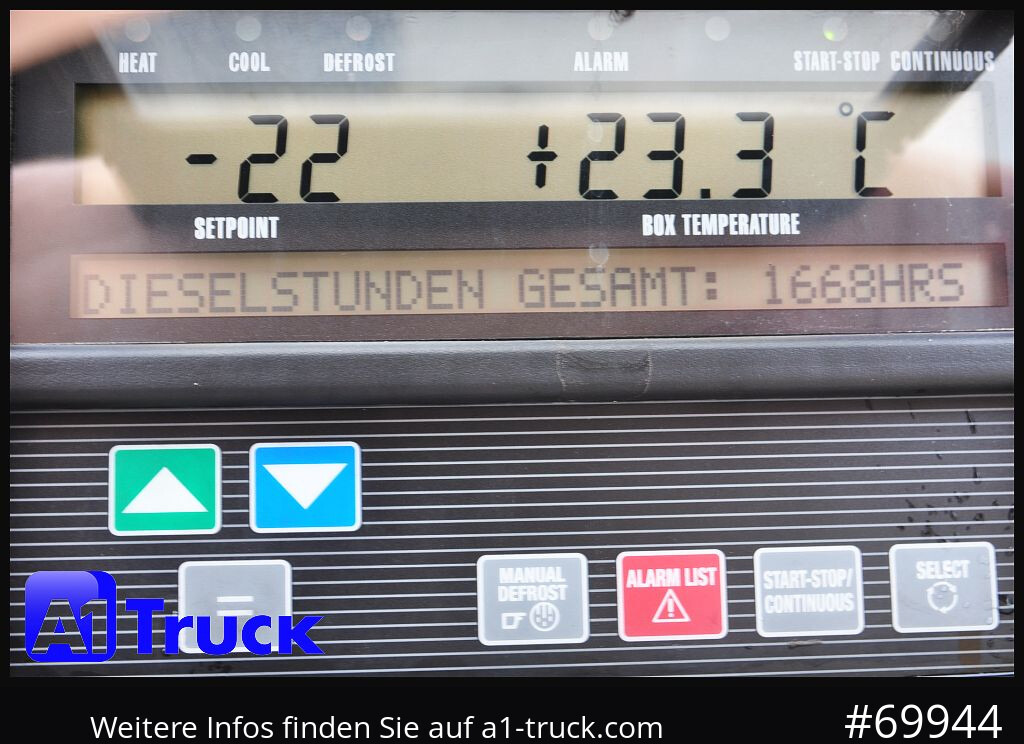 HEAT COOL DEFROST ALARM START-STOP CONTINUOUS
-22 +23.3 °C
SETPOINT BOX TEMPERATURE
DIESELSTUNDEN GESAMT: 1668HRS
MANUAL DEFROST
ALARM LIST
START-STOP/
CONTINUOUS
SELECT
=
A1 Truck
Weitere Infos finden Sie auf a1-truck.com #69944